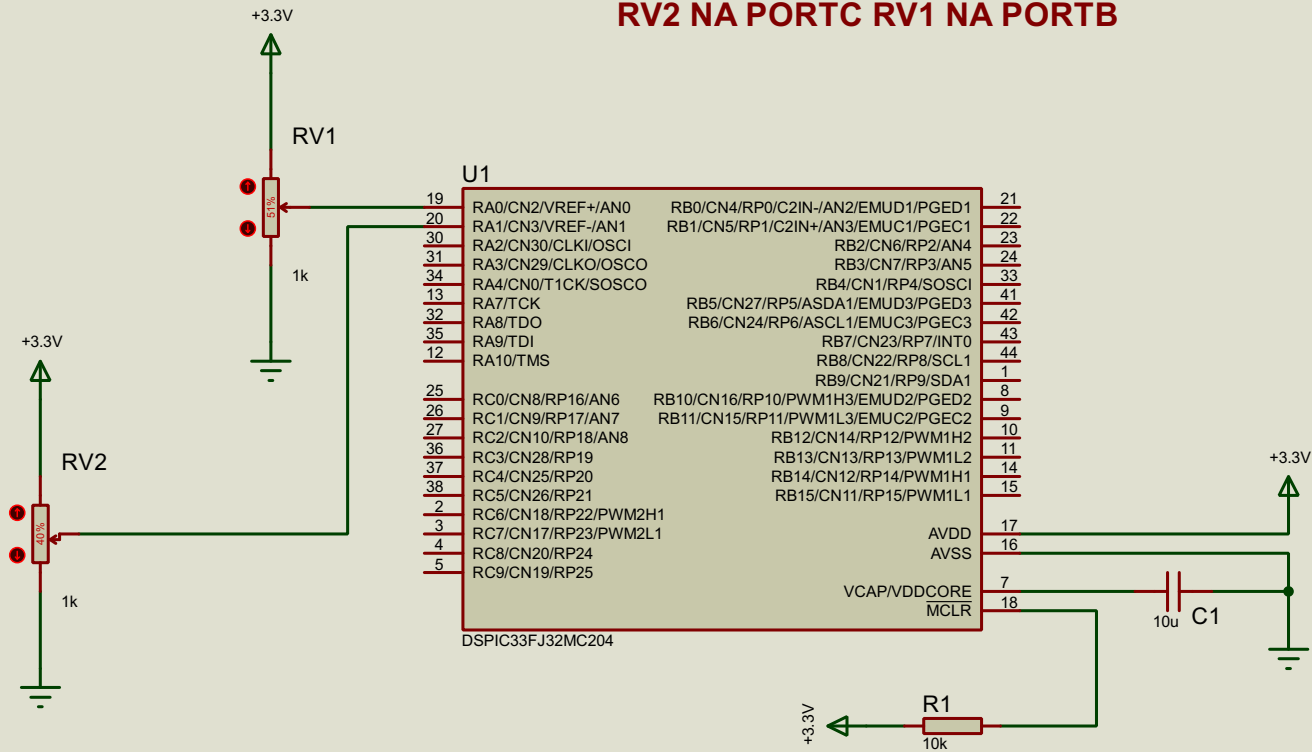 RV2 NA PORTC RV1 NA PORTB
+3.3V
RV1
51%
1k
+3.3V
RV2
40%
1k
U1
19 RA0/CN2/VREF+/AN0 RB0/CN4/RP0/C2IN-/AN2/EMUD1/PGED1 21
20 RA1/CN3/VREF-/AN1 RB1/CN5/RP1/C2IN+/AN3/EMUC1/PGEC1 22
30 RA2/CN30/CLKI/OSCI RB2/CN6/RP2/AN4 23
31 RA3/CN29/CLKO/OSCO RB3/CN7/RP3/AN5 24
34 RA4/CN0/T1CK/SOSCO RB4/CN1/RP4/SOSCI 33
13 RA7/TCK RB5/CN27/RP5/ASDA1/EMUD3/PGED3 41
32 RA8/TDO RB6/CN24/RP6/ASCL1/EMUC3/PGEC3 42
35 RA9/TDI RB7/CN23/RP7/INT0 43
12 RA10/TMS RB8/CN22/RP8/SCL1 44
RB9/CN21/RP9/SDA1 1
25 RC0/CN8/RP16/AN6 RB10/CN16/RP10/PWM1H3/EMUD2/PGED2 8
26 RC1/CN9/RP17/AN7 RB11/CN15/RP11/PWM1L3/EMUC2/PGEC2 9
27 RC2/CN10/RP18/AN8 RB12/CN14/RP12/PWM1H2 10
36 RC3/CN28/RP19 RB13/CN13/RP13/PWM1L2 11
37 RC4/CN25/RP20 RB14/CN12/RP14/PWM1H1 14
38 RC5/CN26/RP21 RB15/CN11/RP15/PWM1L1 15
2 RC6/CN18/RP22/PWM2H1
3 RC7/CN17/RP23/PWM2L1 AVDD 17
4 RC8/CN20/RP24 AVSS 16
5 RC9/CN19/RP25
VCAP/VDDCORE 7
MCLR 18
DSPIC33FJ32MC204
+3.3V
10u C1
+3.3V
R1
10k